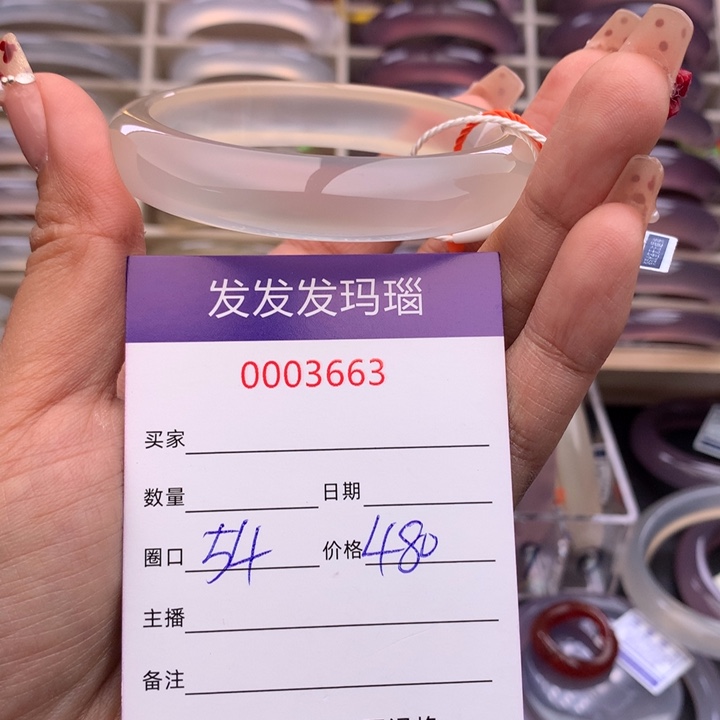 发发发玛瑙
0003663
买家
数量 日期
圈口 54 价格 480
主播
备注